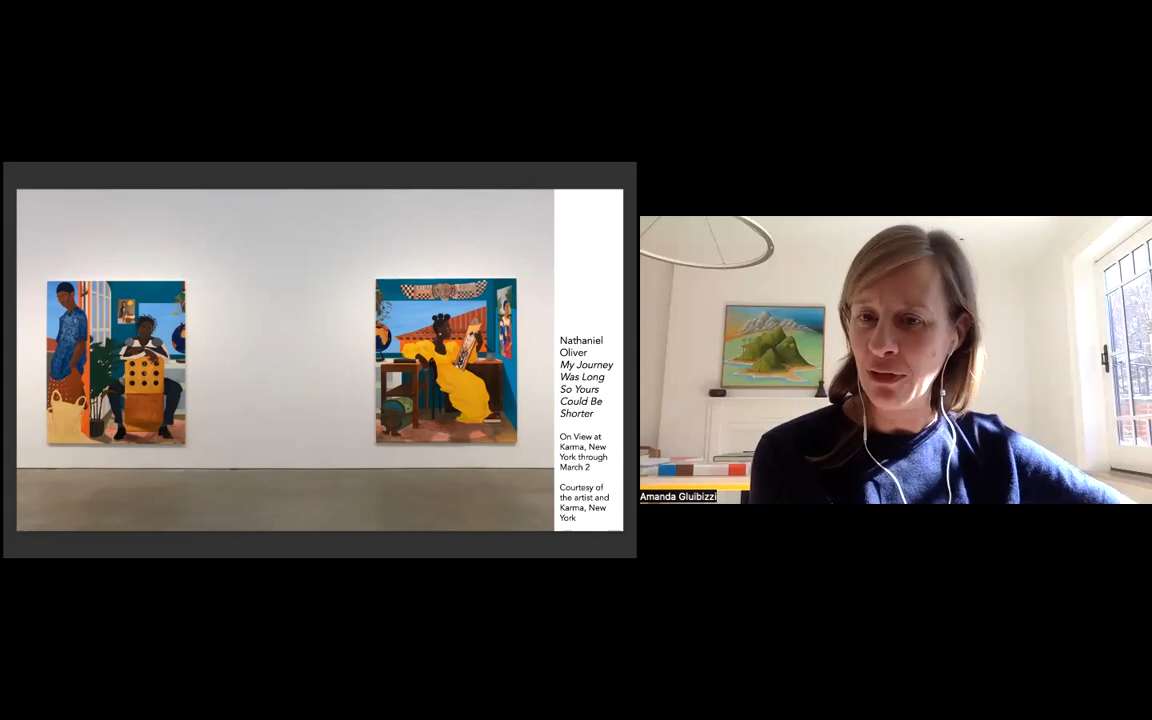 Nathaniel
Oliver
My Journey
Was Long
So Yours
Could Be
Shorter
On View at
Karma, New
York through
March 2
Courtesy of
the artist and
Karma, New
York
Amanda Gluibizzi